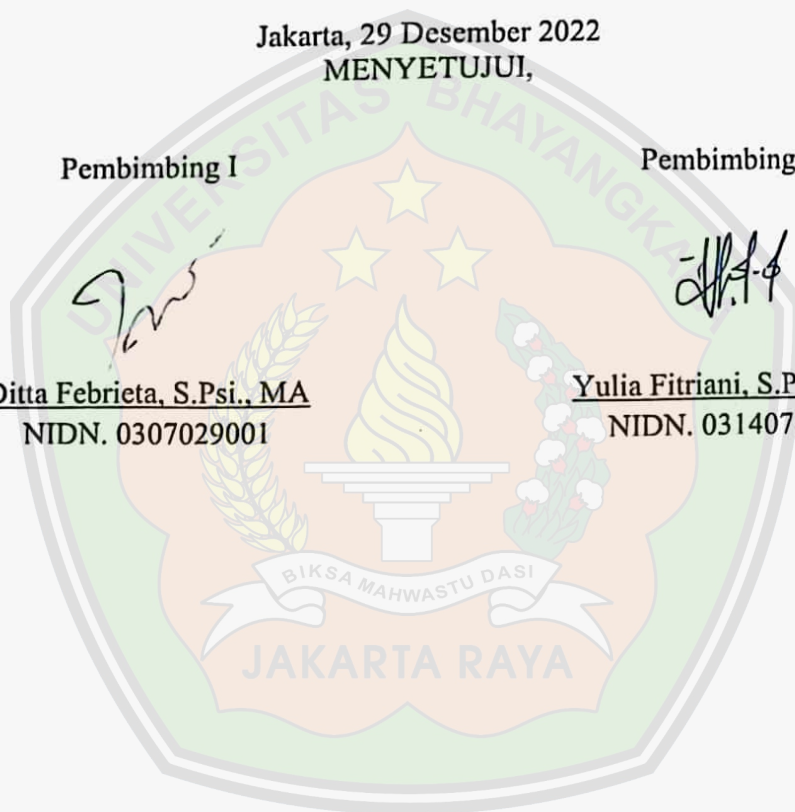 Jakarta, 29 Desember 2022
MENYETUJUI,
Pembimbing I
Pembimbing
Ditta Febrieta, S.Psi., MA
NIDN. 0307029001
Yulia Fitriani, S.P
NIDN. 031407
UNIVERSITAS BHAYANGKARA
BIKSA MAHWASTU DASI
JAKARTA RAYA